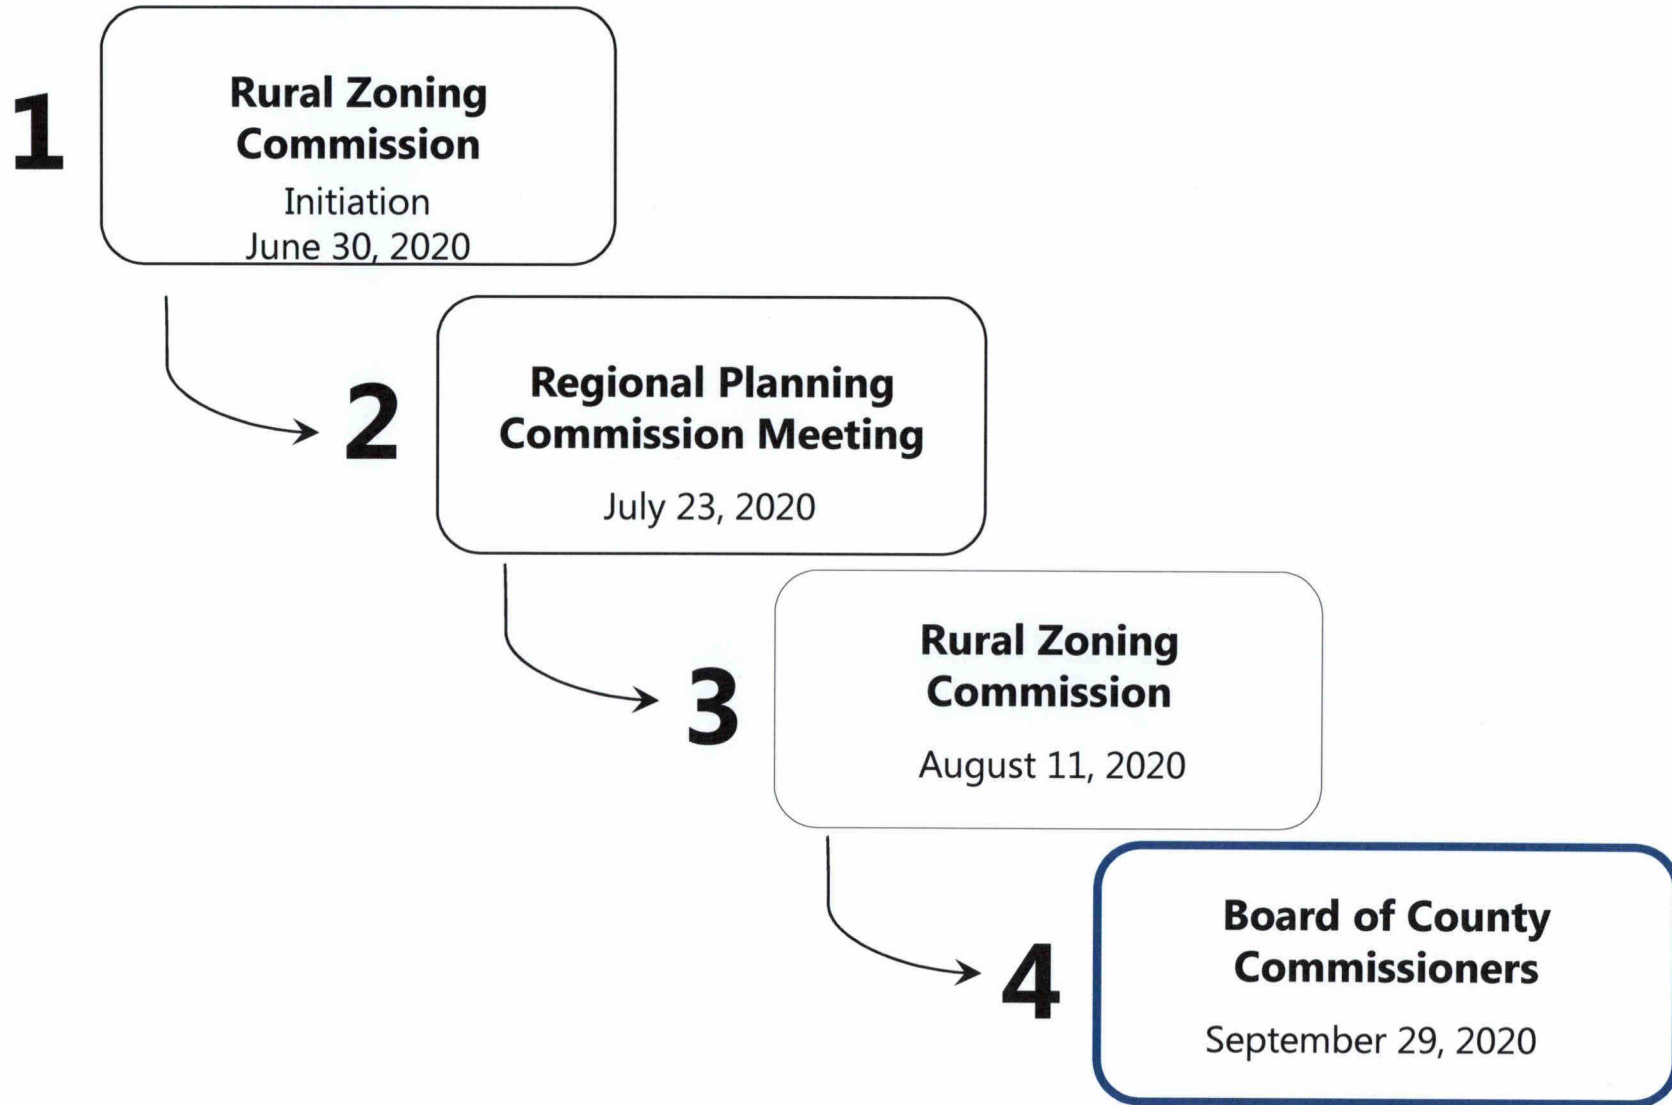 1
Rural Zoning
Commission
Initiation
June 30, 2020
2
Regional Planning
Commission Meeting
July 23, 2020
3
Rural Zoning
Commission
August 11, 2020
4
Board of County
Commissioners
September 29, 2020